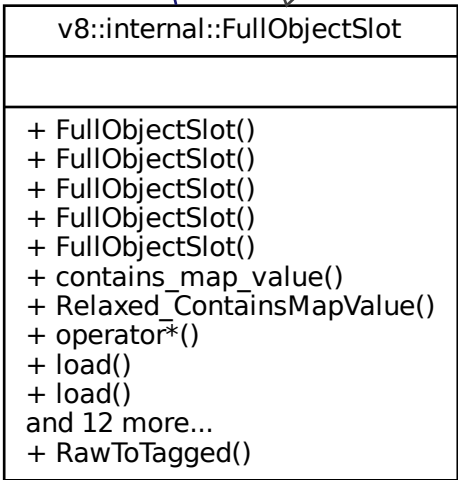 v8::internal::FullObjectSlot
+ FullObjectSlot()
+ FullObjectSlot()
+ FullObjectSlot()
+ FullObjectSlot()
+ FullObjectSlot()
+ contains_map_value()
+ Relaxed_ContainsMapValue()
+ operator*()
+ load()
+ load()
and 12 more...
+ RawToTagged()